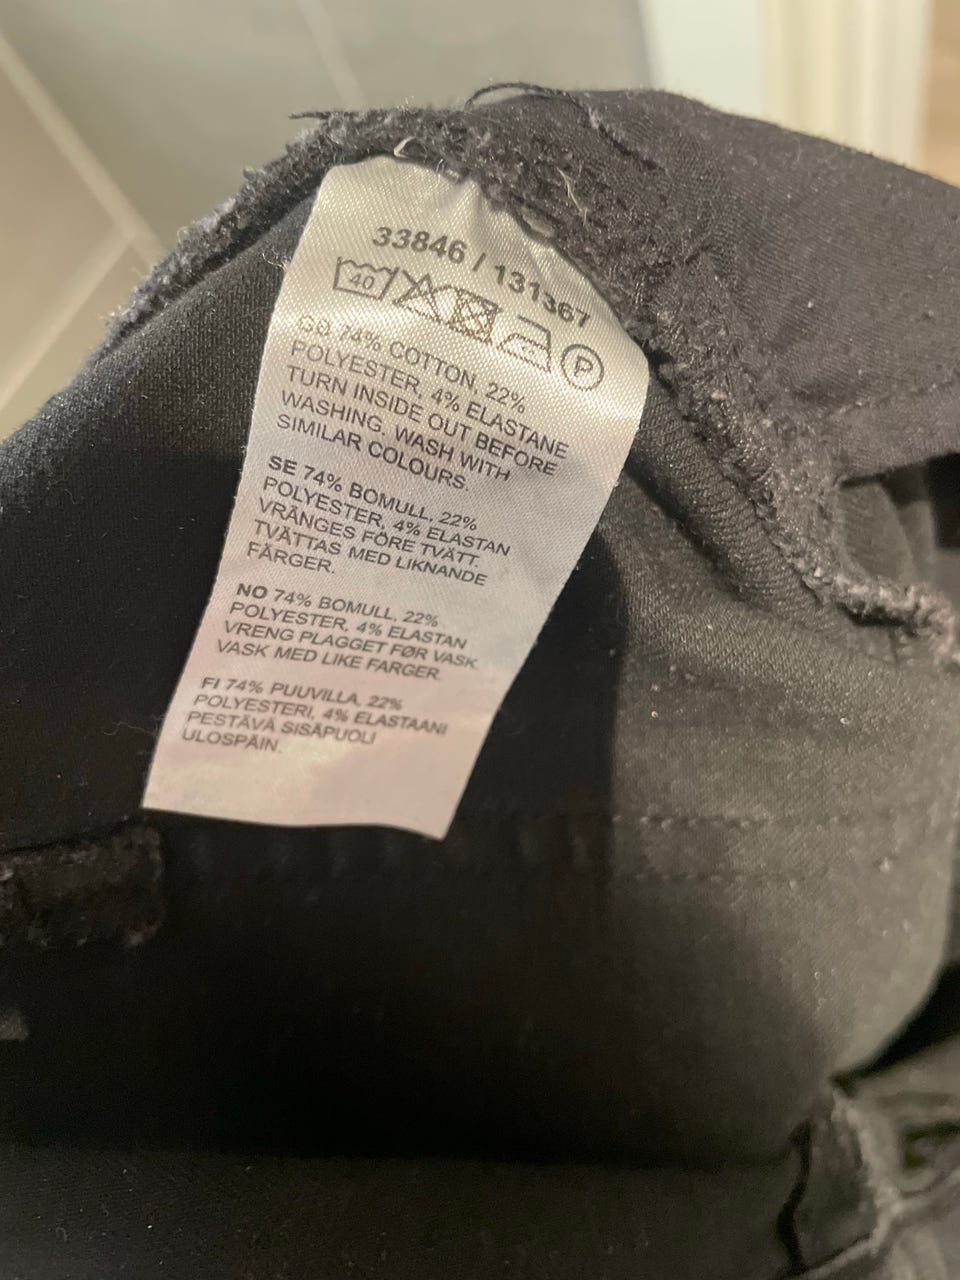 33846 / 131367
40 P
GQ 74% COTTON, 22%
POLYESTER, 4% ELASTANE
TURN INSIDE OUT BEFORE
WASHING, WASH WITH
SIMILAR COLOURS.
SE 74% BOMULL, 22%
POLYESTER, 4% ELASTAN
VRÄNGES FÖRE TVÄTT.
TVÄTTAS MED LIKNANDE
FÄRGER.
NO 74% BOMULL, 22%
POLYESTER, 4% ELASTAN
VRENG PLAGGET FØR VASK.
VASK MED LIKE FARGER.
FI 74% PUUVILLA, 22%
POLYESTERI, 4% ELASTAANI
PESTÄVÄ SISÄPUOLI
ULOSPÄIN.